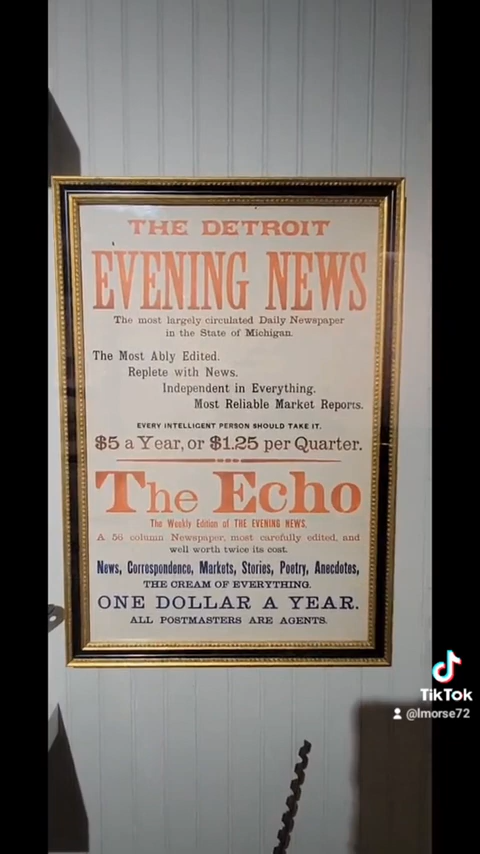 THE DETROIT
EVENING NEWS
The most largely circulated Daily Newspaper
in the State of Michigan.
The Most Ably Edited.
Replete with News.
Independent in Everything.
Most Reliable Market Reports.
EVERY INTELLIGENT PERSON SHOULD TAKE IT.
$5 a Year, or $1.25 per Quarter.
The Echo
The Weekly Edition of THE EVENING NEWS.
A 56 column Newspaper, most carefully edited, and
well worth twice its cost.
News, Correspondence, Markets, Stories, Poetry, Anecdotes,
THE CREAM OF EVERYTHING.
ONE DOLLAR A YEAR.
ALL POSTMASTERS ARE AGENTS.
TikTok
@lmorse72